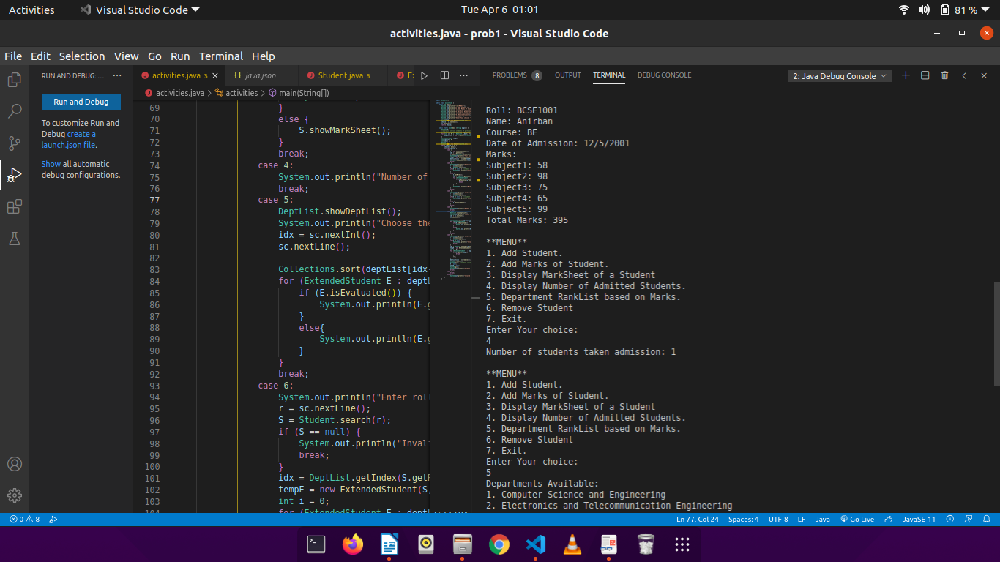 Activities Visual Studio Code Tue Apr 6 01:01 81 %
activities.java - prob1 - Visual Studio Code
File Edit Selection View Go Run Terminal Help
RUN AND DEBUG: ... ···
Run and Debug
To customize Run and
Debug create a
launch.json file.
Show all automatic
debug configurations.
activities.java 3 {} java.json Student.java 3 E
activities.java > activities > main(String[])
69 }
70 else {
71 S.showMarkSheet();
72 }
73 break;
74 case 4:
75 System.out.println("Number of
76 break;
77 case 5:
78 DeptList.showDeptList();
79 System.out.println("Choose the
80 idx = sc.nextInt();
81 sc.nextLine();
82
83 Collections.sort(deptList[idx-
84 for (ExtendedStudent E : deptL
85 if (E.isEvaluated()) {
86 System.out.println(E.g
87 }
88 else{
89 System.out.println(E.g
90 }
91 }
92 break;
93 case 6:
94 System.out.println("Enter roll
95 r = sc.nextLine();
96 S = Student.search(r);
97 if (S == null) {
98 System.out.println("Invali
99 break;
100 }
101 idx = DeptList.getIndex(S.getR
102 tempE = new ExtendedStudent(S
103 int i = 0;
104 for (ExtendedStudent E : deptL
PROBLEMS 8 OUTPUT TERMINAL DEBUG CONSOLE 2: Java Debug Console
Roll: BCSE1001
Name: Anirban
Course: BE
Date of Admission: 12/5/2001
Marks:
Subject1: 58
Subject2: 98
Subject3: 75
Subject4: 65
Subject5: 99
Total Marks: 395
**MENU**
1. Add Student.
2. Add Marks of Student.
3. Display MarkSheet of a Student
4. Display Number of Admitted Students.
5. Department RankList based on Marks.
6. Remove Student
7. Exit.
Enter Your choice:
4
Number of students taken admission: 1
**MENU**
1. Add Student.
2. Add Marks of Student.
3. Display MarkSheet of a Student
4. Display Number of Admitted Students.
5. Department RankList based on Marks.
6. Remove Student
7. Exit.
Enter Your choice:
5
Departments Available:
1. Computer Science and Engineering
2. Electronics and Telecommunication Engineering
0 8 Ln 77, Col 24 Spaces: 4 UTF-8 LF Java Go Live JavaSE-11